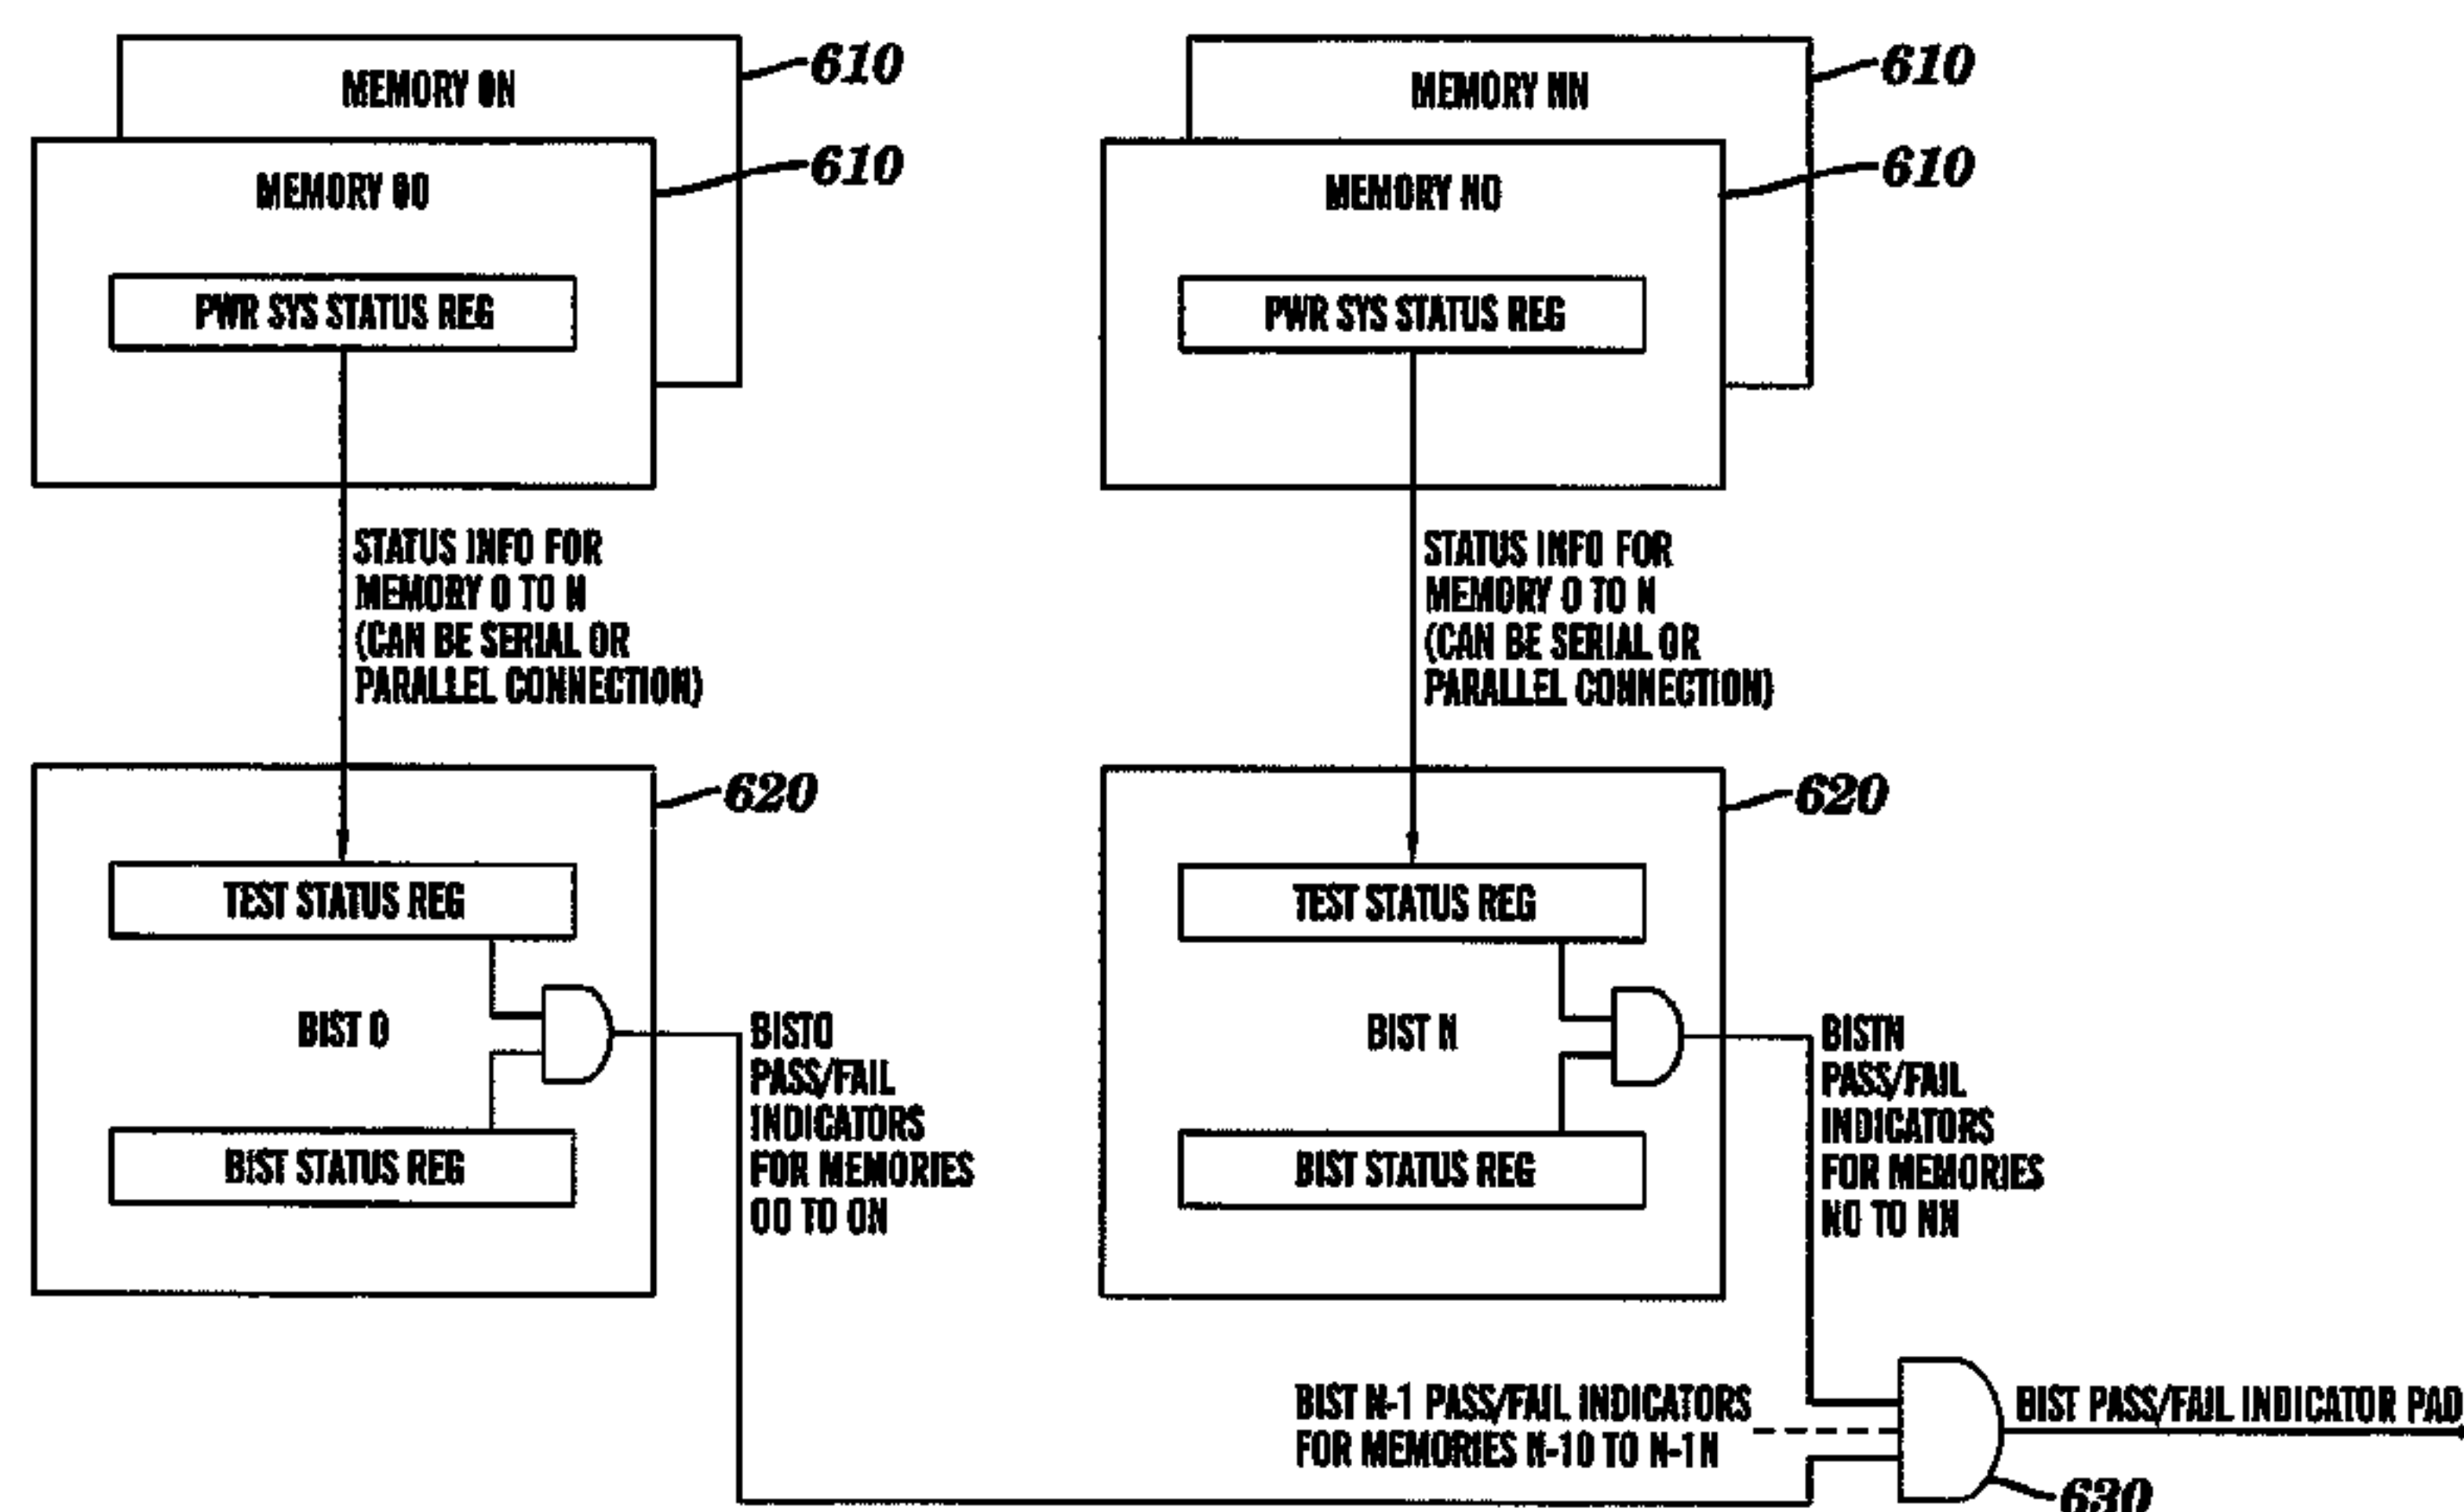 MEMORY 0N
610
MEMORY 00
610
PWR SYS STATUS REG
STATUS INFO FOR
MEMORY 0 TO N
(CAN BE SERIAL OR
PARALLEL CONNECTION)
620
TEST STATUS REG
BIST 0
BIST STATUS REG
BIST0
PASS/FAIL
INDICATORS
FOR MEMORIES
00 TO 0N
MEMORY NN
610
MEMORY N0
610
PWR SYS STATUS REG
STATUS INFO FOR
MEMORY 0 TO N
(CAN BE SERIAL OR
PARALLEL CONNECTION)
620
TEST STATUS REG
BIST N
BIST STATUS REG
BISTN
PASS/FAIL
INDICATORS
FOR MEMORIES
N0 TO NN
BIST N-1 PASS/FAIL INDICATORS
FOR MEMORIES N-10 TO N-1N
BIST PASS/FAIL INDICATOR PAD
630